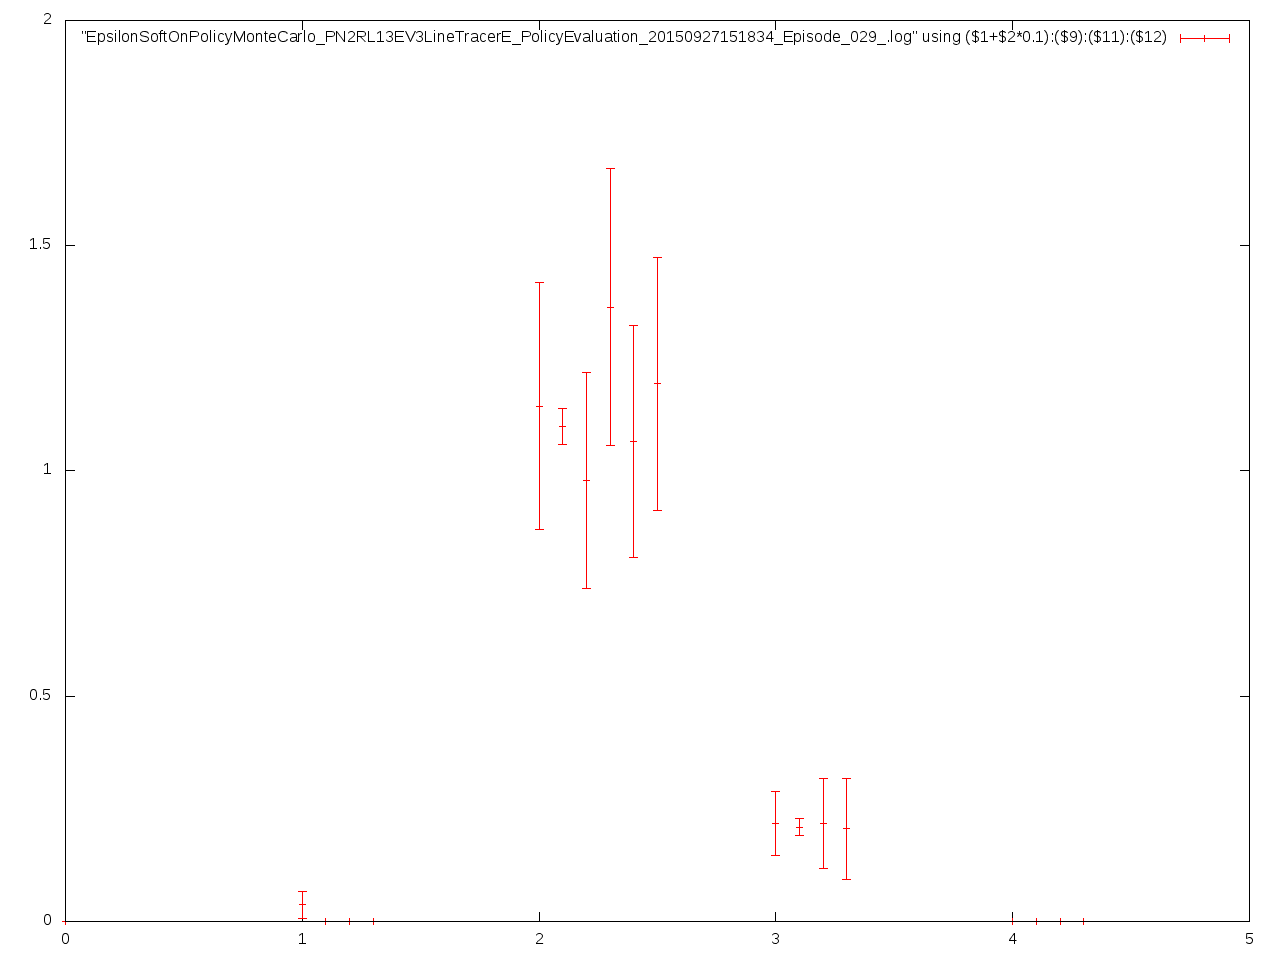 2
"EpsilonSoftOnPolicyMonteCarlo_PN2RL13EV3LineTracerE_PolicyEvaluation_20150927151834_Episode_029_.log" using ($1+$2*0.1):($9):($11):($12)
1.5
1
0.5
0
0 1 2 3 4 5